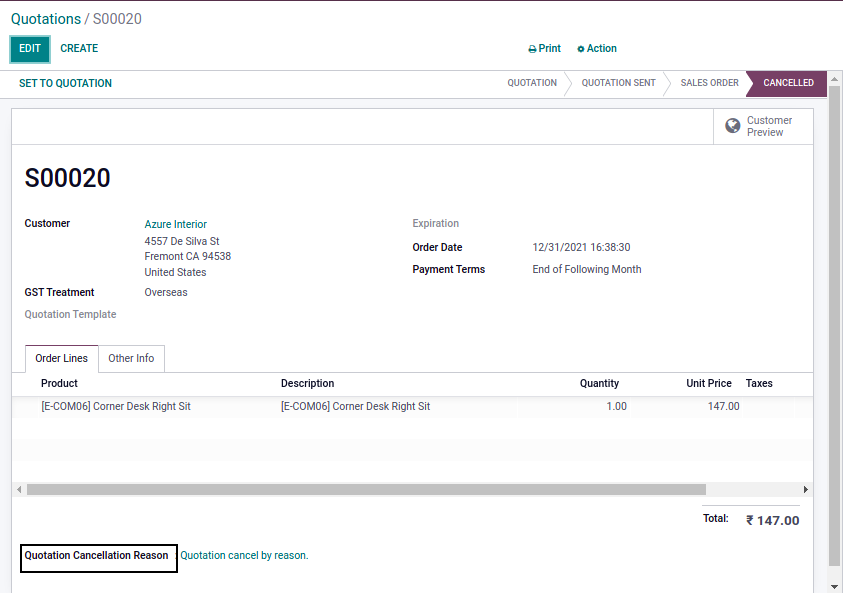 Quotations / S00020
EDIT CREATE Print Action
SET TO QUOTATION QUOTATION QUOTATION SENT SALES ORDER CANCELLED
Customer
Preview
S00020
Customer Azure Interior Expiration
4557 De Silva St
Fremont CA 94538 Order Date 12/31/2021 16:38:30
United States Payment Terms End of Following Month
GST Treatment Overseas
Quotation Template
Order Lines Other Info
Product Description Quantity Unit Price Taxes
[E-COM06] Corner Desk Right Sit [E-COM06] Corner Desk Right Sit 1.00 147.00
Total: ₹ 147.00
Quotation Cancellation Reason : Quotation cancel by reason.